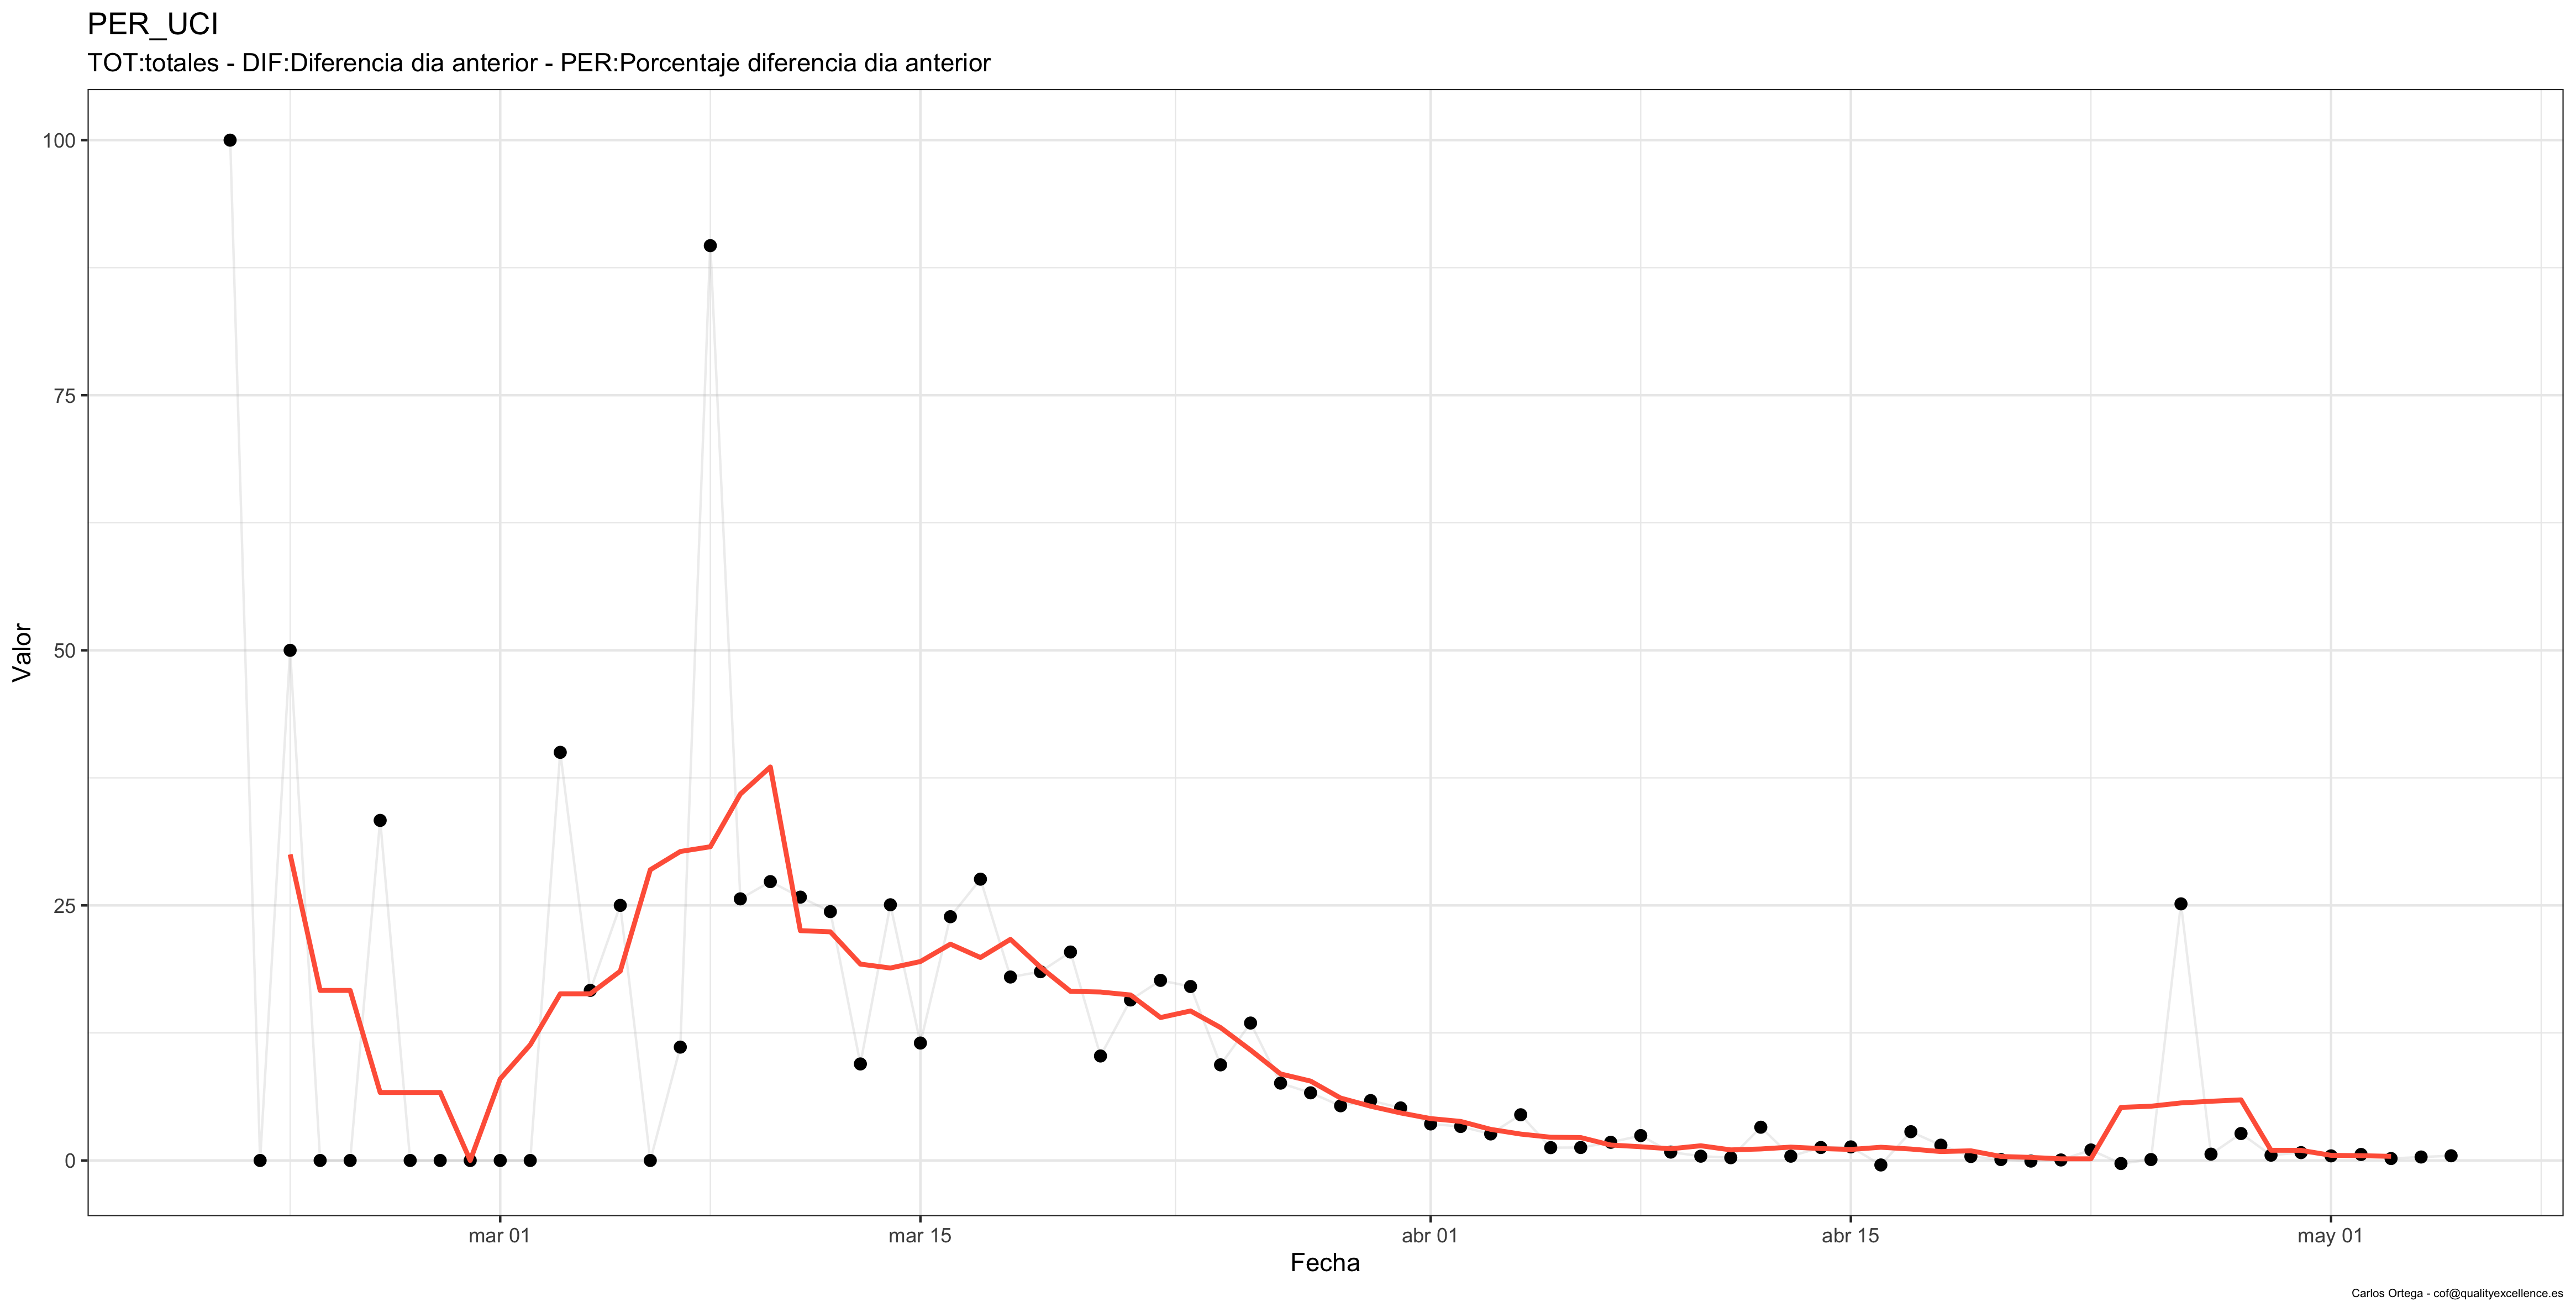 PER_UCI
TOT:totales - DIF:Diferencia dia anterior - PER:Porcentaje diferencia dia anterior
100
75
50
25
0
Valor
mar 01
mar 15
abr 01
abr 15
may 01
Fecha
Carlos Ortega - cof@qualityexcellence.es